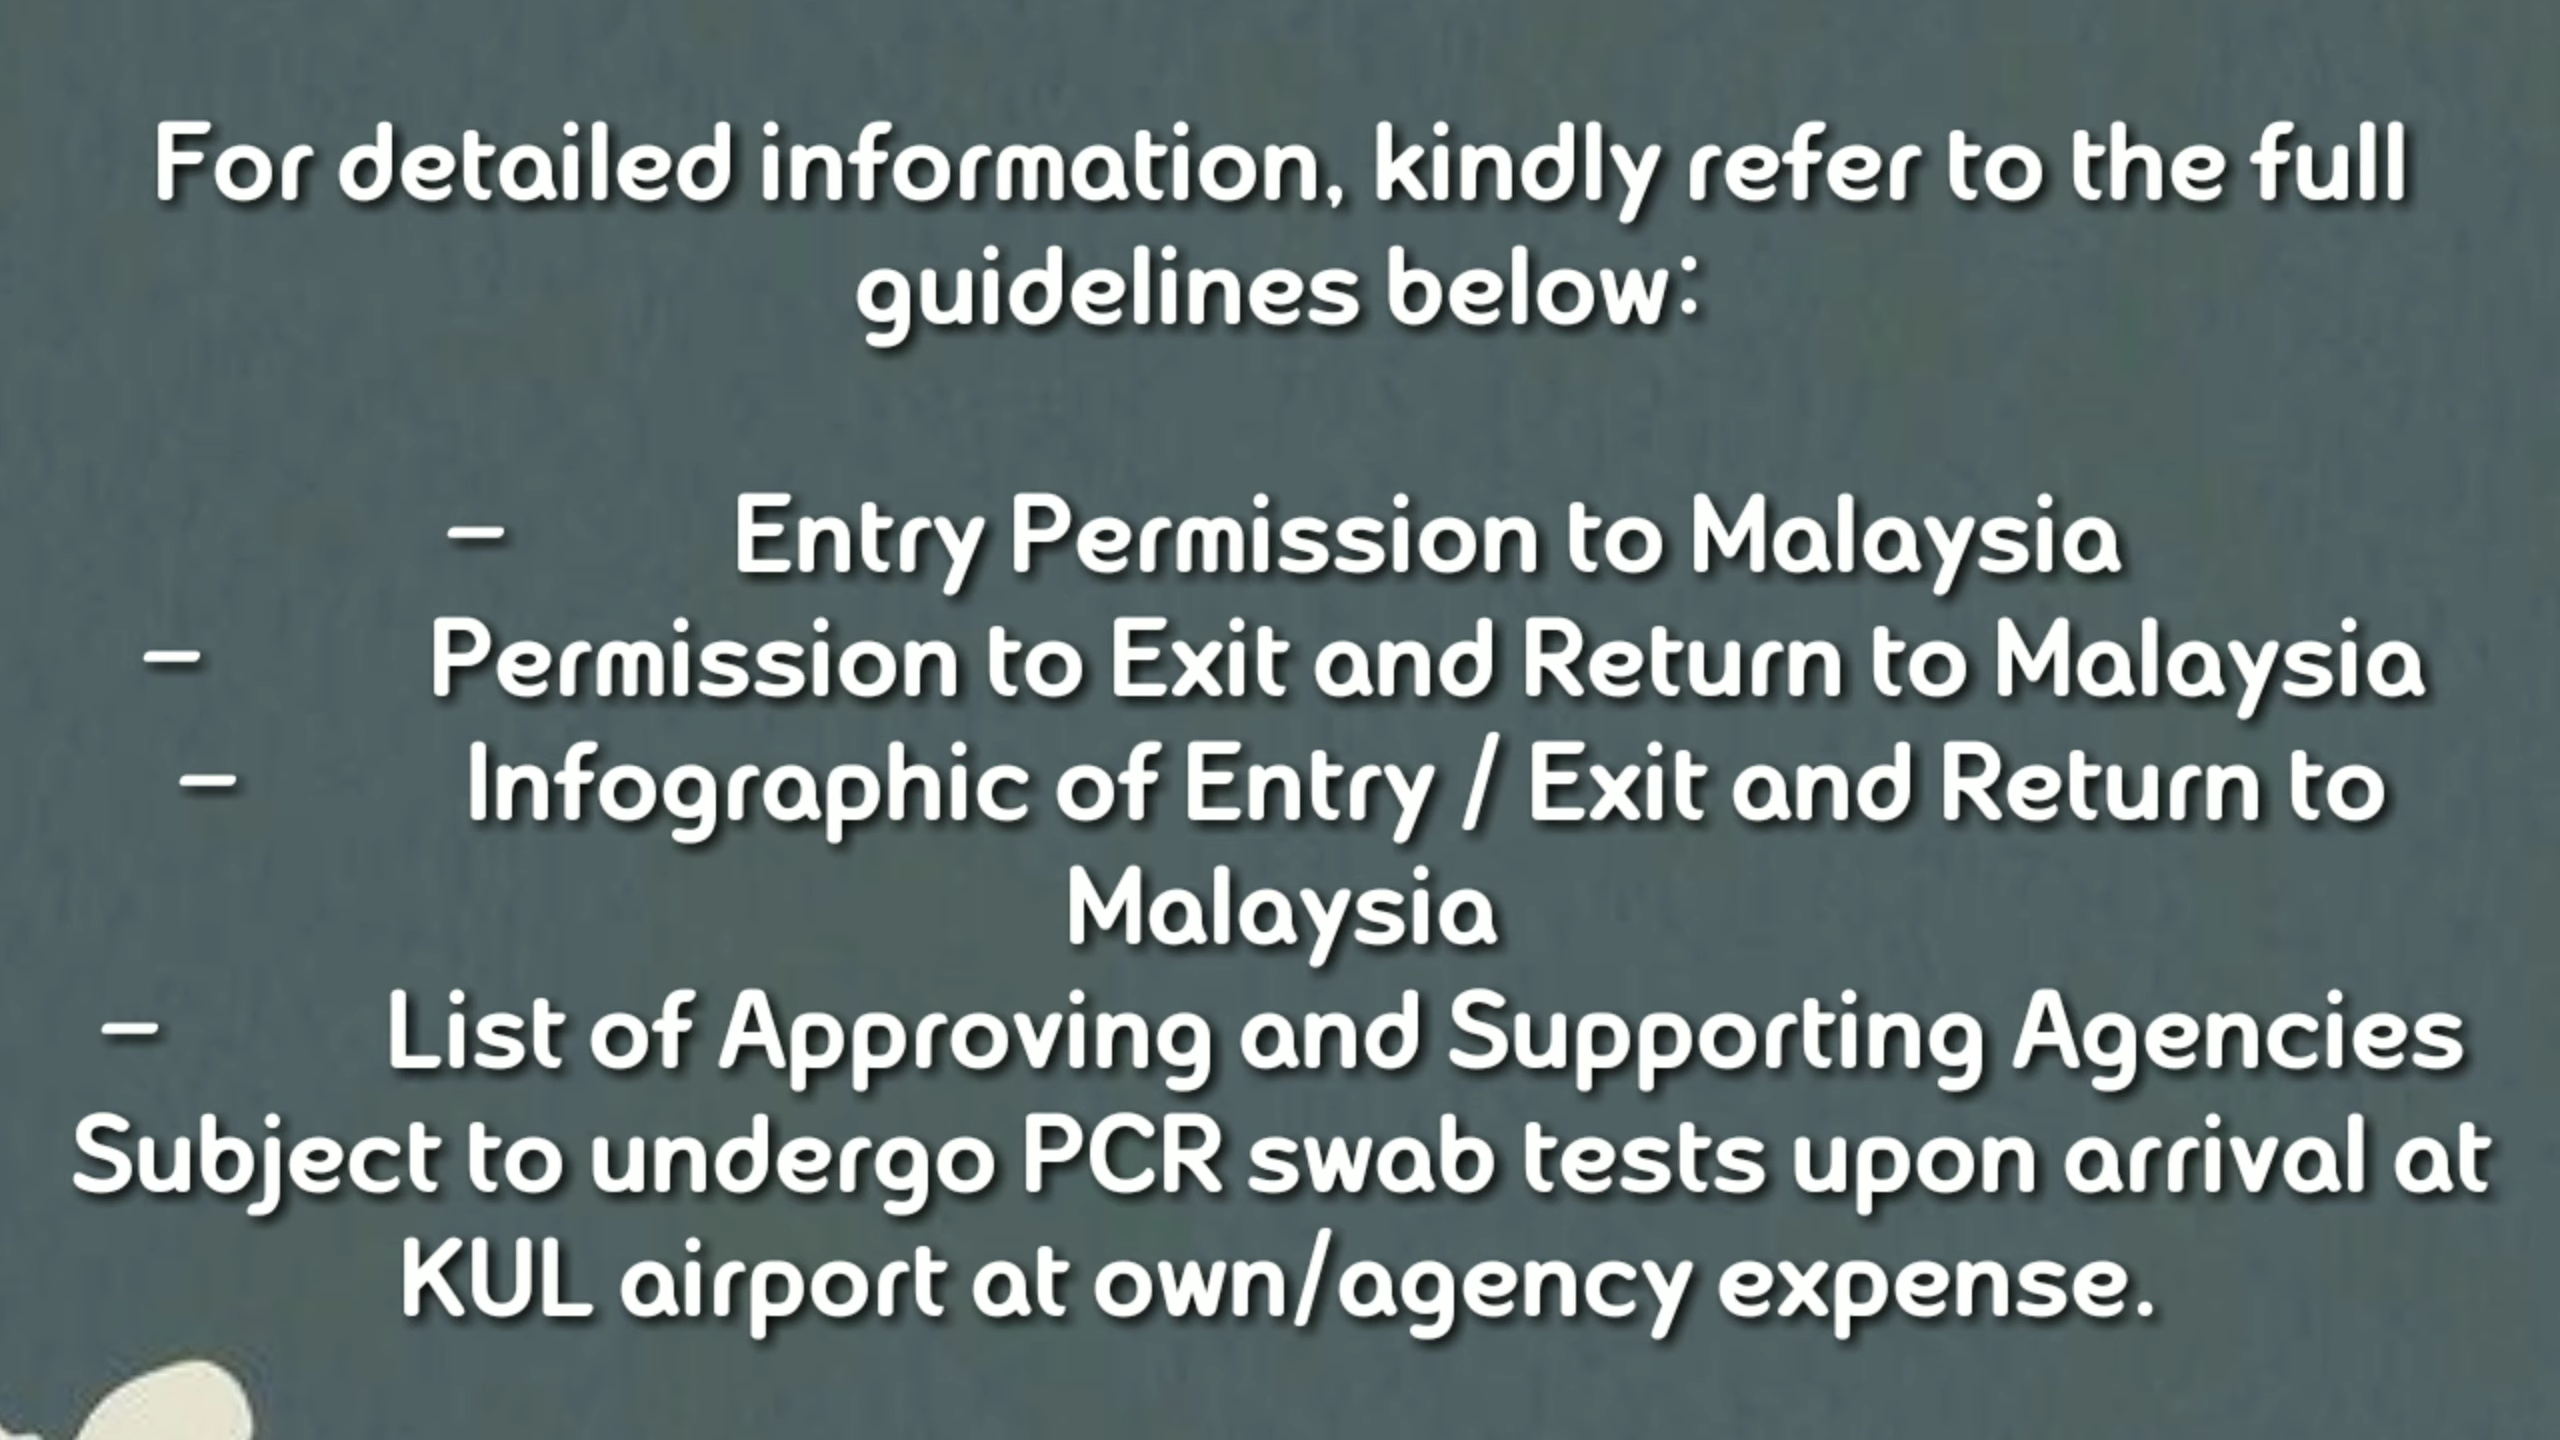 For detailed information, kindly refer to the full
guidelines below:
– Entry Permission to Malaysia
– Permission to Exit and Return to Malaysia
– Infographic of Entry / Exit and Return to
Malaysia
– List of Approving and Supporting Agencies
Subject to undergo PCR swab tests upon arrival at
KUL airport at own/agency expense.